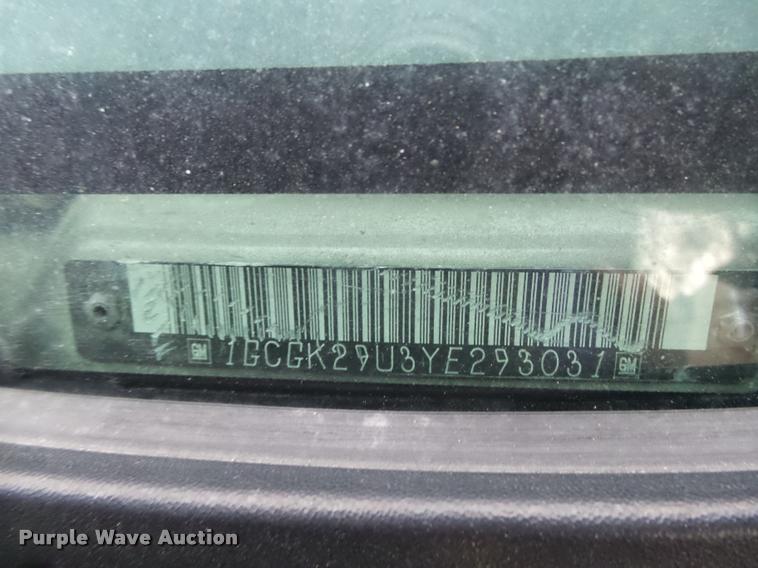 GM 1GCGK29U3YE293031 GM
Purple Wave Auction